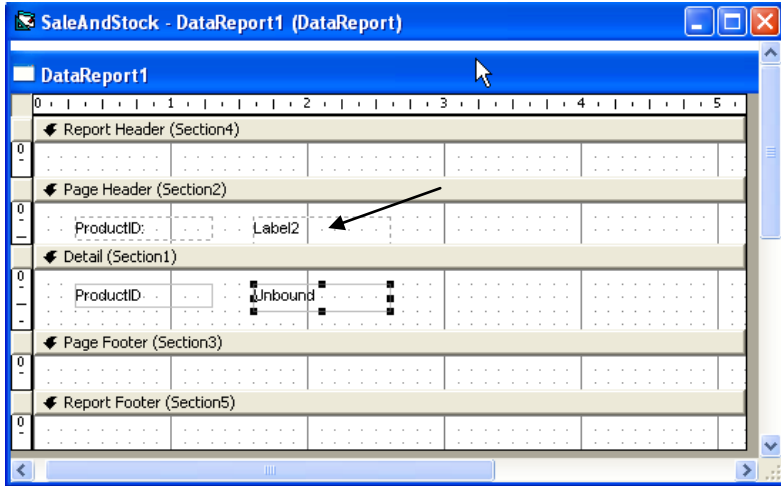 SaleAndStock - DataReport1 (DataReport)
DataReport1
0 1 2 3 4 5
Report Header (Section4)
0
Page Header (Section2)
0
ProductID: Label2
Detail (Section1)
0
ProductID Unbound
Page Footer (Section3)
0
Report Footer (Section5)
0